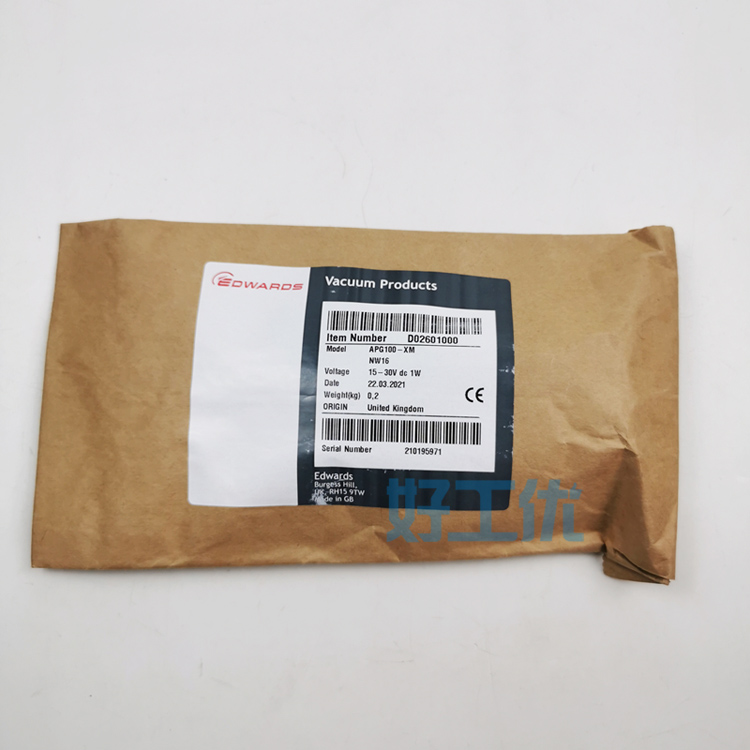 EDWARDS
Vacuum Products
Item Number D02601000
Model APG100-XM
NW16
Voltage 15-30V dc 1W
Date 22.03.2021
Weight(kg) 0,2
ORIGIN United Kingdom
CE
Serial Number 210195971
Edwards
Burgess Hill,
UK, RH15 9TW
Made in GB
好工优